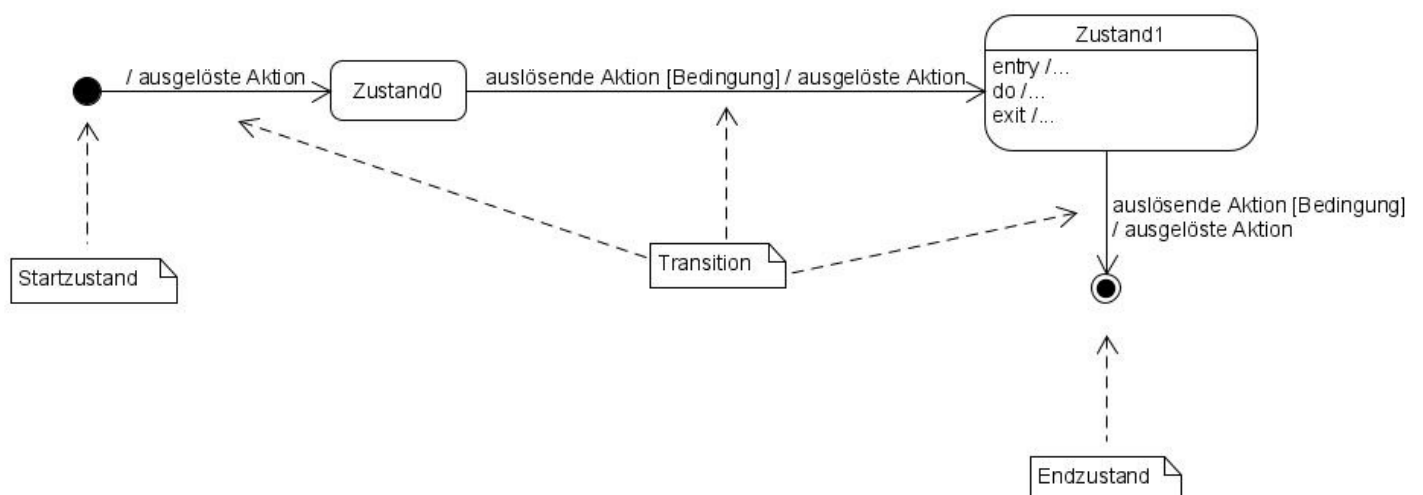 Zustand1
/ ausgelöste Aktion
Zustand0
auslösende Aktion [Bedingung] / ausgelöste Aktion
entry /...
do /...
exit /...
auslösende Aktion [Bedingung]
/ ausgelöste Aktion
Startzustand
Transition
Endzustand